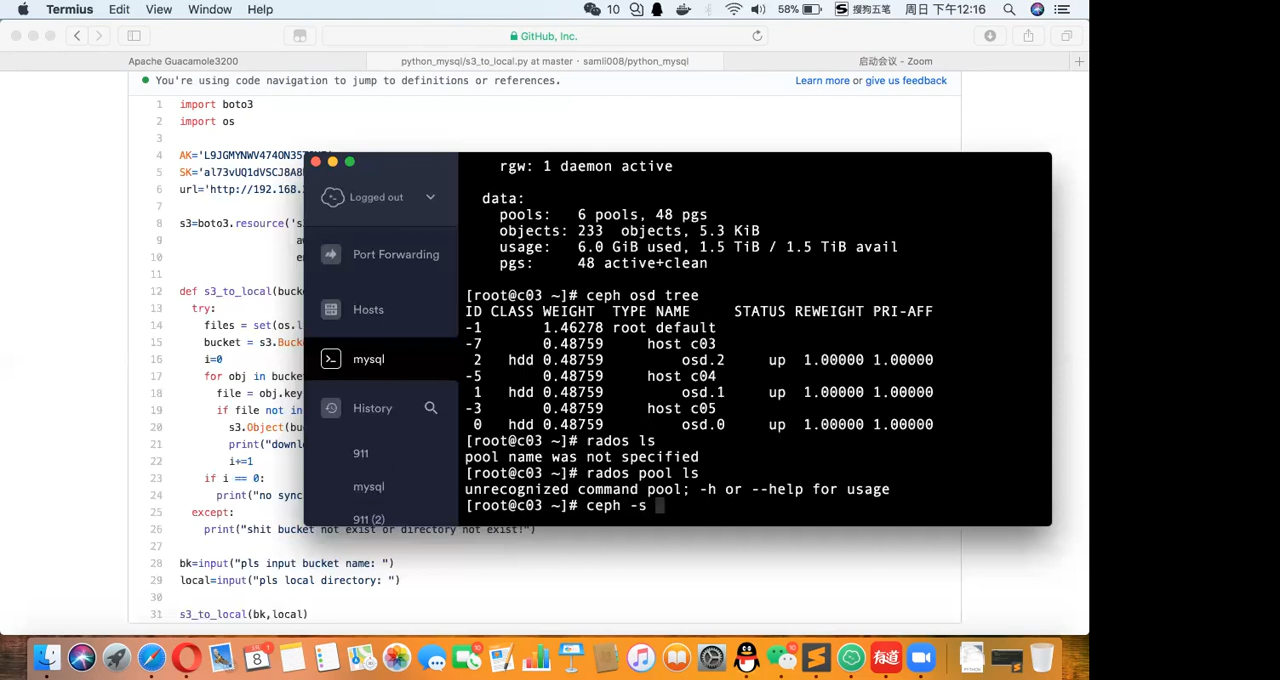 Termius Edit View Window Help 10 58% 搜狗五笔 周日 下午12:16
GitHub, Inc.
Apache Guacamole3200 python_mysql/s3_to_local.py at master · samli008/python_mysql 启动会议 - Zoom
You're using code navigation to jump to definitions or references. Learn more or give us feedback
1 import boto3
2 import os
3
4 AK='L9JGMYNWV474ON357
5 SK='al73vUQ1dVSCJ8A8
6 url='http://192.168.
7
8 s3=boto3.resource('s
9 a
10 e
11
12 def s3_to_local(buck
13 try:
14 files = set(os.l
15 bucket = s3.Buck
16 i=0
17 for obj in bucke
18 file = obj.key
19 if file not in
20 s3.Object(bu
21 print("downl
22 i+=1
23 if i == 0:
24 print("no sync
25 except:
26 print("shit bucket not exist or directory not exist!")
27
28 bk=input("pls input bucket name: ")
29 local=input("pls local directory: ")
30
31 s3_to_local(bk,local)
Logged out
Port Forwarding
Hosts
mysql
History
911
mysql
911 (2)
rgw: 1 daemon active
data:
pools: 6 pools, 48 pgs
objects: 233 objects, 5.3 KiB
usage: 6.0 GiB used, 1.5 TiB / 1.5 TiB avail
pgs: 48 active+clean
[root@c03 ~]# ceph osd tree
ID CLASS WEIGHT TYPE NAME STATUS REWEIGHT PRI-AFF
-1 1.46278 root default
-7 0.48759 host c03
2 hdd 0.48759 osd.2 up 1.00000 1.00000
-5 0.48759 host c04
1 hdd 0.48759 osd.1 up 1.00000 1.00000
-3 0.48759 host c05
0 hdd 0.48759 osd.0 up 1.00000 1.00000
[root@c03 ~]# rados ls
pool name was not specified
[root@c03 ~]# rados pool ls
unrecognized command pool; -h or --help for usage
[root@c03 ~]# ceph -s
8
有道